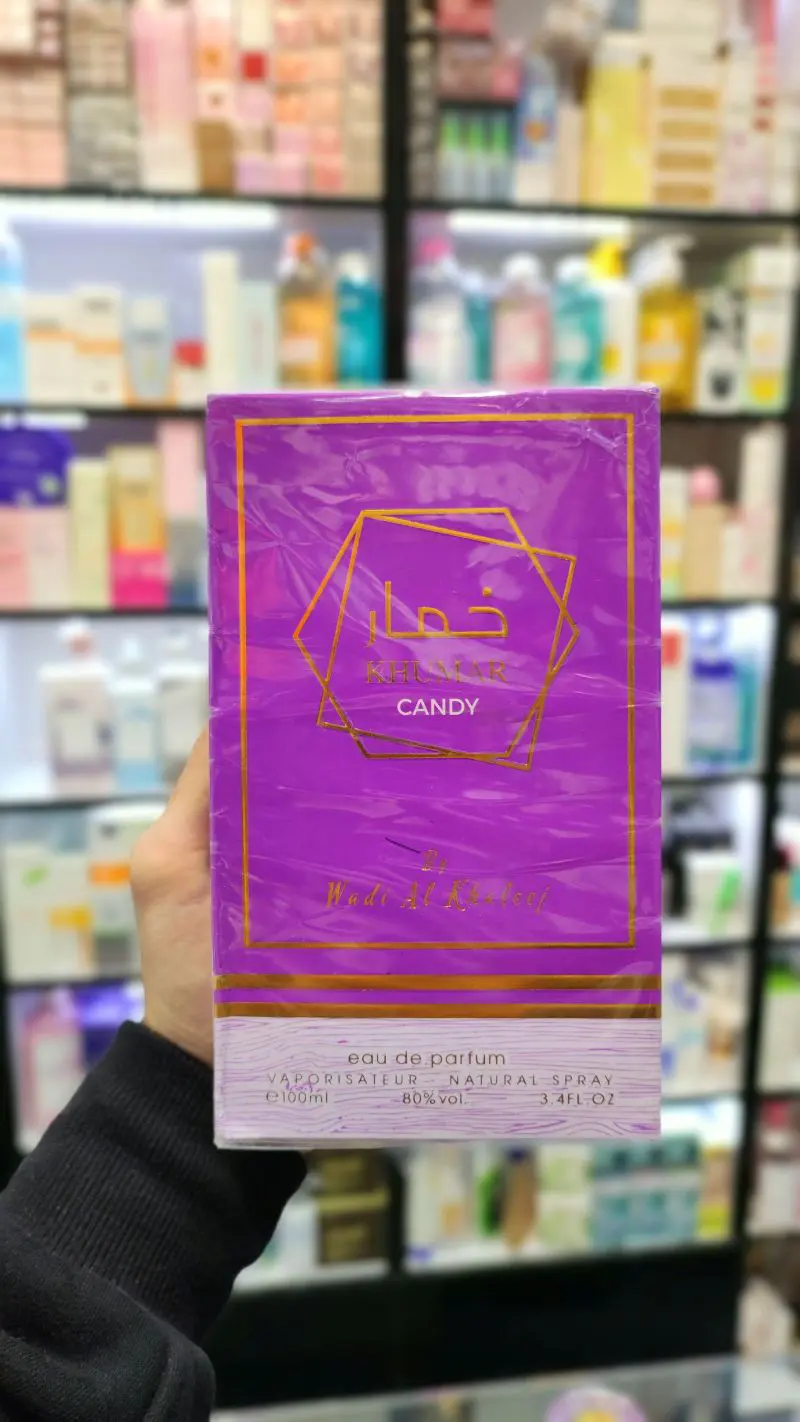 خمار
KHUMAR
CANDY
By
Wadi Al Khaleej
eau de parfum
VAPORISATEUR NATURAL SPRAY
e100ml 80%vol. 3.4FL.OZ